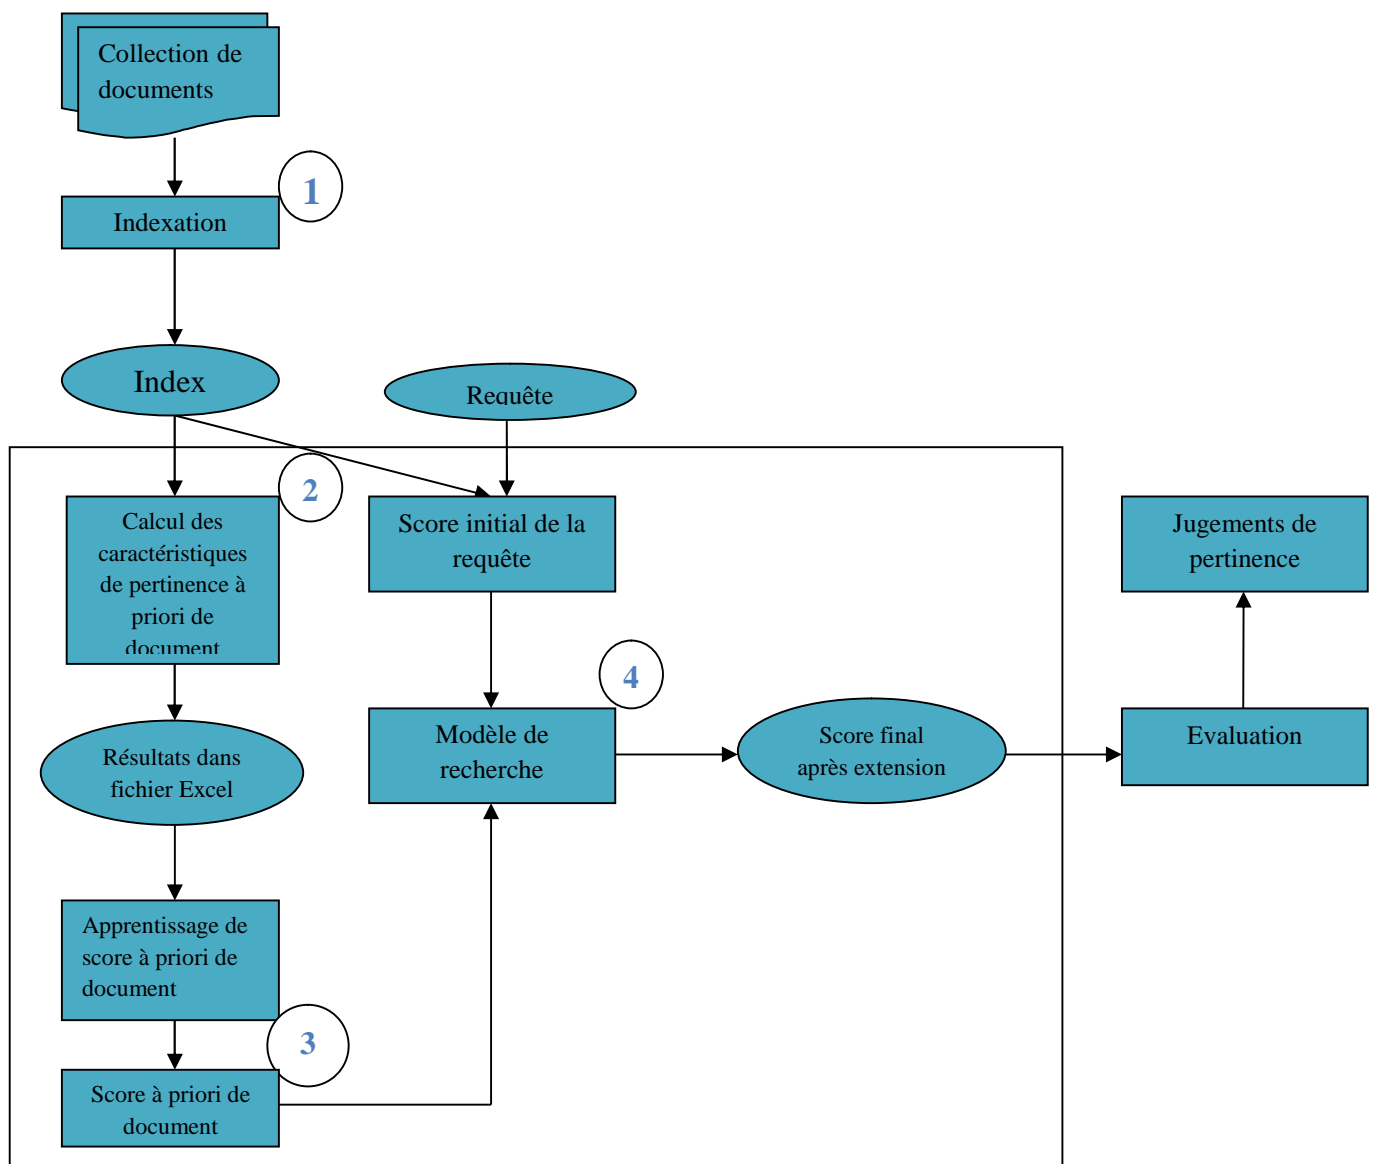 Collection de
documents
1
Indexation
Index
Requête
2
Calcul des
caractéristiques
de pertinence à
priori de
document
Score initial de la
requête
Jugements de
pertinence
4
Résultats dans
fichier Excel
Modèle de
recherche
Score final
après extension
Evaluation
Apprentissage de
score à priori de
document
3
Score à priori de
document